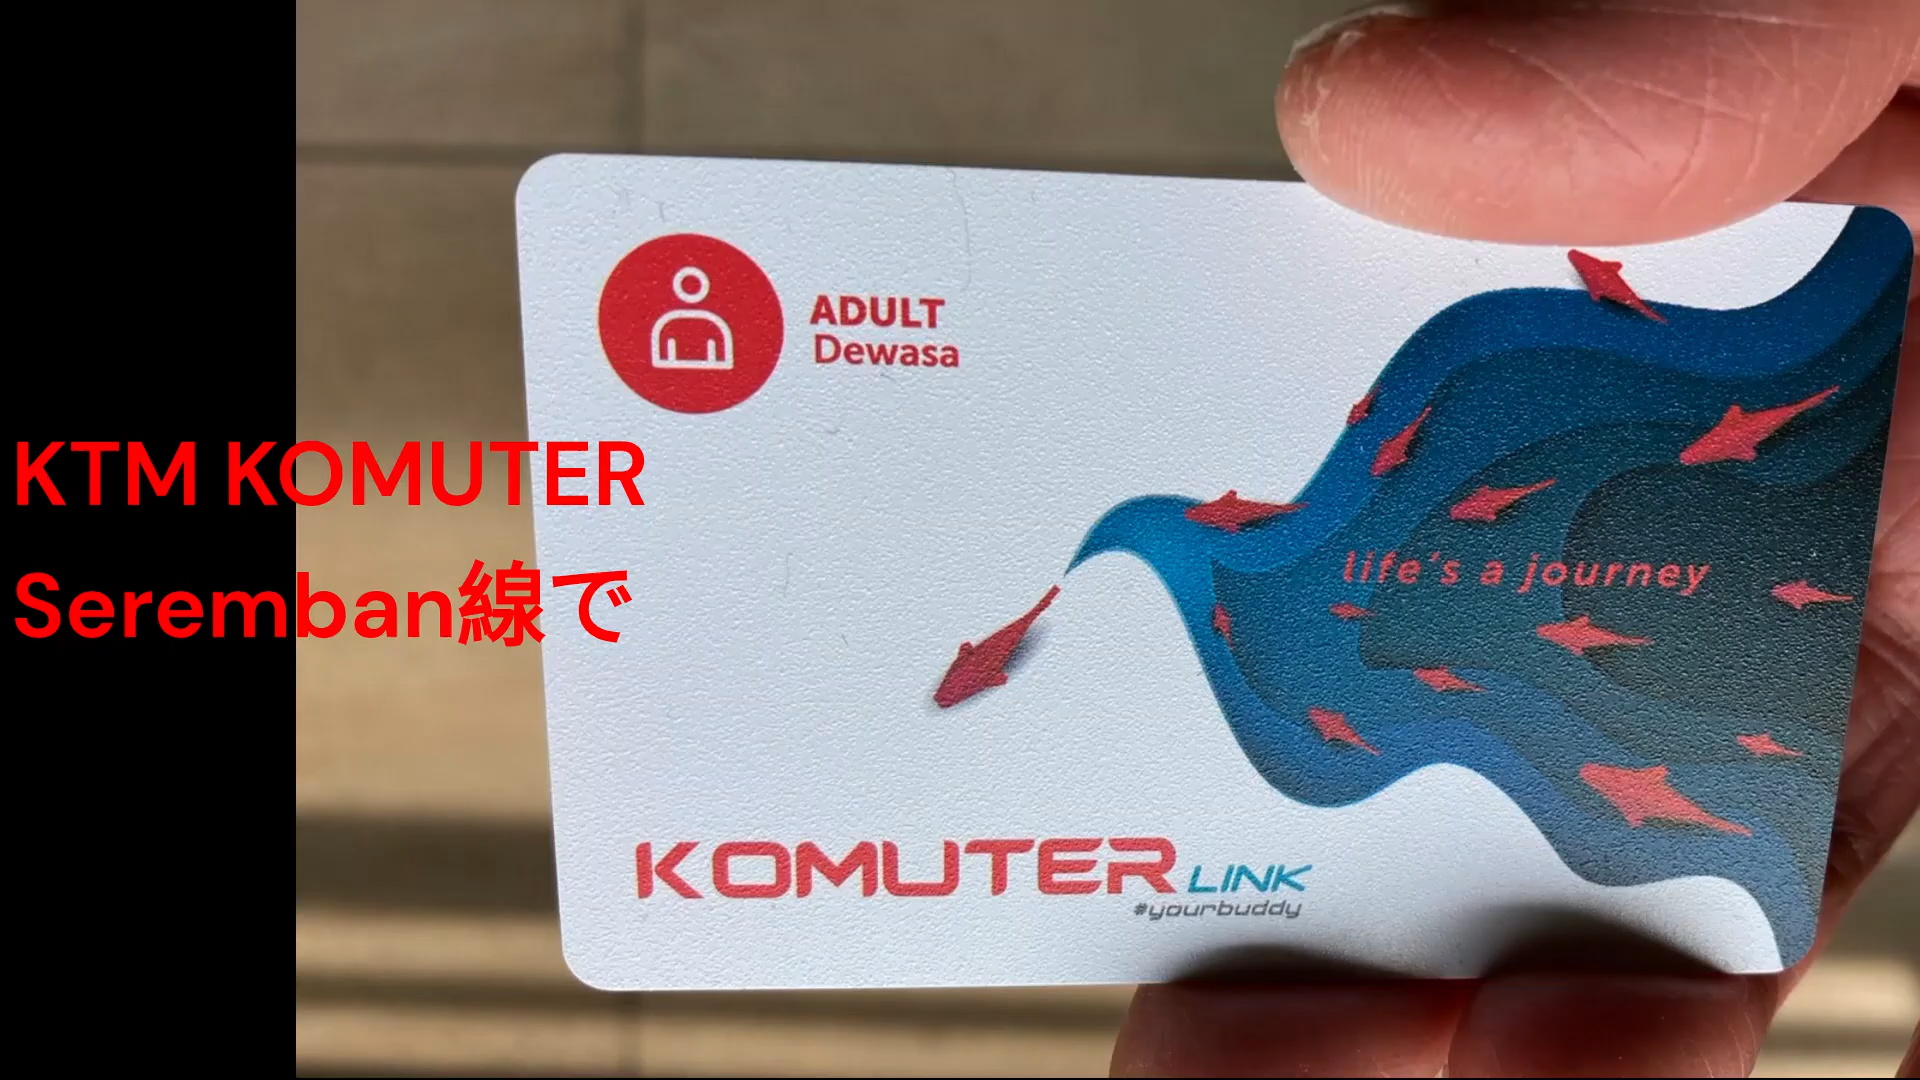 ADULT
Dewasa
KTM KOMUTER
Seremban線で
life's a journey
KOMUTER LINK
#yourbuddy